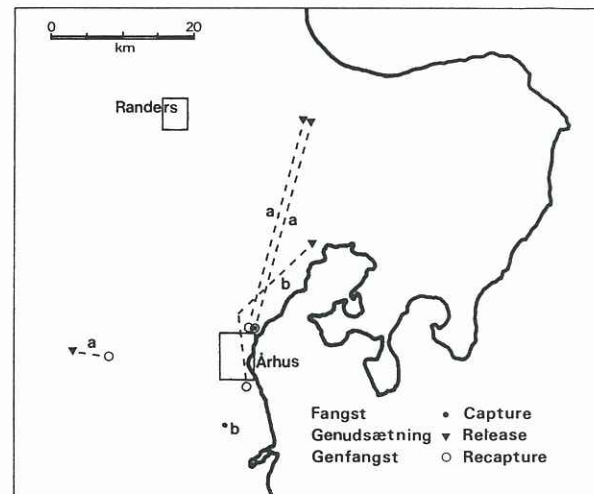 0 20
km
Randers
a
a
b
a
Århus
b
Fangst • Capture
Genudsætning ▼ Release
Genfangst ○ Recapture